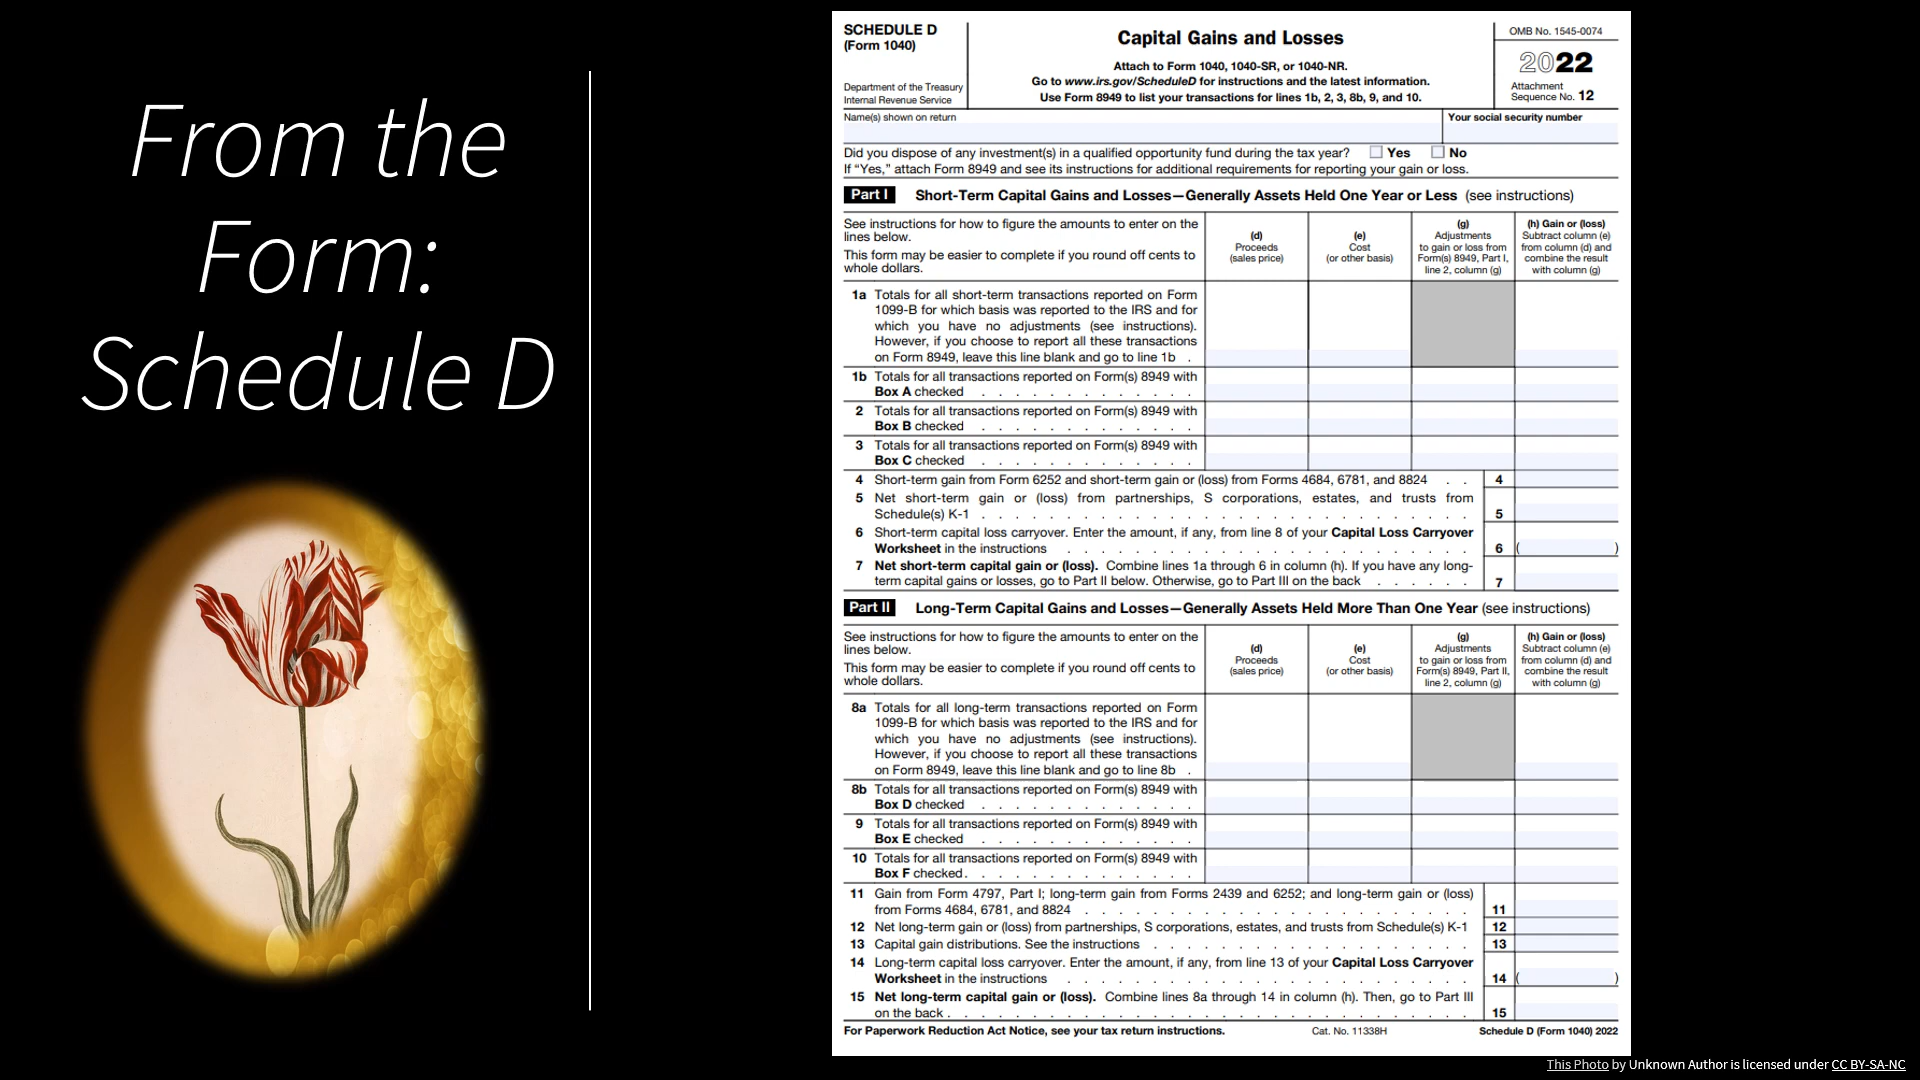 From the
Form:
Schedule D
SCHEDULE D
(Form 1040)
Department of the Treasury
Internal Revenue Service
Capital Gains and Losses
Attach to Form 1040, 1040-SR, or 1040-NR.
Go to www.irs.gov/ScheduleD for instructions and the latest information.
Use Form 8949 to list your transactions for lines 1b, 2, 3, 8b, 9, and 10.
OMB No. 1545-0074
2022
Attachment
Sequence No. 12
Name(s) shown on return
Your social security number
Did you dispose of any investment(s) in a qualified opportunity fund during the tax year? Yes No
If “Yes,” attach Form 8949 and see its instructions for additional requirements for reporting your gain or loss.
Part I Short-Term Capital Gains and Losses—Generally Assets Held One Year or Less (see instructions)
See instructions for how to figure the amounts to enter on the
lines below.
This form may be easier to complete if you round off cents to
whole dollars.
(d)
Proceeds
(sales price)
(e)
Cost
(or other basis)
(g)
Adjustments
to gain or loss from
Form(s) 8949, Part I,
line 2, column (g)
(h) Gain or (loss)
Subtract column (e)
from column (d) and
combine the result
with column (g)
1a Totals for all short-term transactions reported on Form
1099-B for which basis was reported to the IRS and for
which you have no adjustments (see instructions).
However, if you choose to report all these transactions
on Form 8949, leave this line blank and go to line 1b .
1b Totals for all transactions reported on Form(s) 8949 with
Box A checked . . . . . . . . . . . . .
2 Totals for all transactions reported on Form(s) 8949 with
Box B checked . . . . . . . . . . . . .
3 Totals for all transactions reported on Form(s) 8949 with
Box C checked . . . . . . . . . . . . .
4 Short-term gain from Form 6252 and short-term gain or (loss) from Forms 4684, 6781, and 8824 . . 4
5 Net short-term gain or (loss) from partnerships, S corporations, estates, and trusts from
Schedule(s) K-1 . . . . . . . . . . . . . . . . . . . . . . . 5
6 Short-term capital loss carryover. Enter the amount, if any, from line 8 of your Capital Loss Carryover
Worksheet in the instructions . . . . . . . . . . . . . . . . . . . . 6 ( )
7 Net short-term capital gain or (loss). Combine lines 1a through 6 in column (h). If you have any long-
term capital gains or losses, go to Part II below. Otherwise, go to Part III on the back . . . . . . 7
Part II Long-Term Capital Gains and Losses—Generally Assets Held More Than One Year (see instructions)
See instructions for how to figure the amounts to enter on the
lines below.
This form may be easier to complete if you round off cents to
whole dollars.
(d)
Proceeds
(sales price)
(e)
Cost
(or other basis)
(g)
Adjustments
to gain or loss from
Form(s) 8949, Part II,
line 2, column (g)
(h) Gain or (loss)
Subtract column (e)
from column (d) and
combine the result
with column (g)
8a Totals for all long-term transactions reported on Form
1099-B for which basis was reported to the IRS and for
which you have no adjustments (see instructions).
However, if you choose to report all these transactions
on Form 8949, leave this line blank and go to line 8b .
8b Totals for all transactions reported on Form(s) 8949 with
Box D checked . . . . . . . . . . . . .
9 Totals for all transactions reported on Form(s) 8949 with
Box E checked . . . . . . . . . . . . .
10 Totals for all transactions reported on Form(s) 8949 with
Box F checked . . . . . . . . . . . . . .
11 Gain from Form 4797, Part I; long-term gain from Forms 2439 and 6252; and long-term gain or (loss)
from Forms 4684, 6781, and 8824 . . . . . . . . . . . . . . . . . . . 11
12 Net long-term gain or (loss) from partnerships, S corporations, estates, and trusts from Schedule(s) K-1 12
13 Capital gain distributions. See the instructions . . . . . . . . . . . . . . . . 13
14 Long-term capital loss carryover. Enter the amount, if any, from line 13 of your Capital Loss Carryover
Worksheet in the instructions . . . . . . . . . . . . . . . . . . . . 14 ( )
15 Net long-term capital gain or (loss). Combine lines 8a through 14 in column (h). Then, go to Part III
on the back . . . . . . . . . . . . . . . . . . . . . . . . . 15
For Paperwork Reduction Act Notice, see your tax return instructions. Cat. No. 11338H Schedule D (Form 1040) 2022
This Photo by Unknown Author is licensed under CC BY-SA-NC